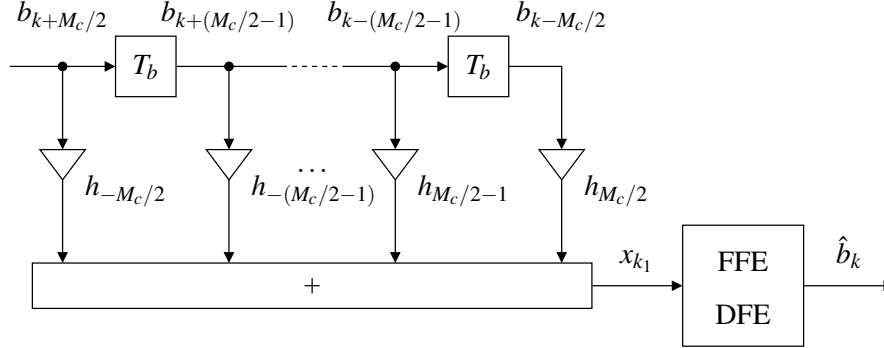 b_{k+M_c/2} b_{k+(M_c/2−1)} b_{k−(M_c/2−1)} b_{k−M_c/2}
T_b T_b
...
h_{−M_c/2} h_{−(M_c/2−1)} h_{M_c/2−1} h_{M_c/2}
x_{k_1} FFE \hat{b}_k
+
DFE